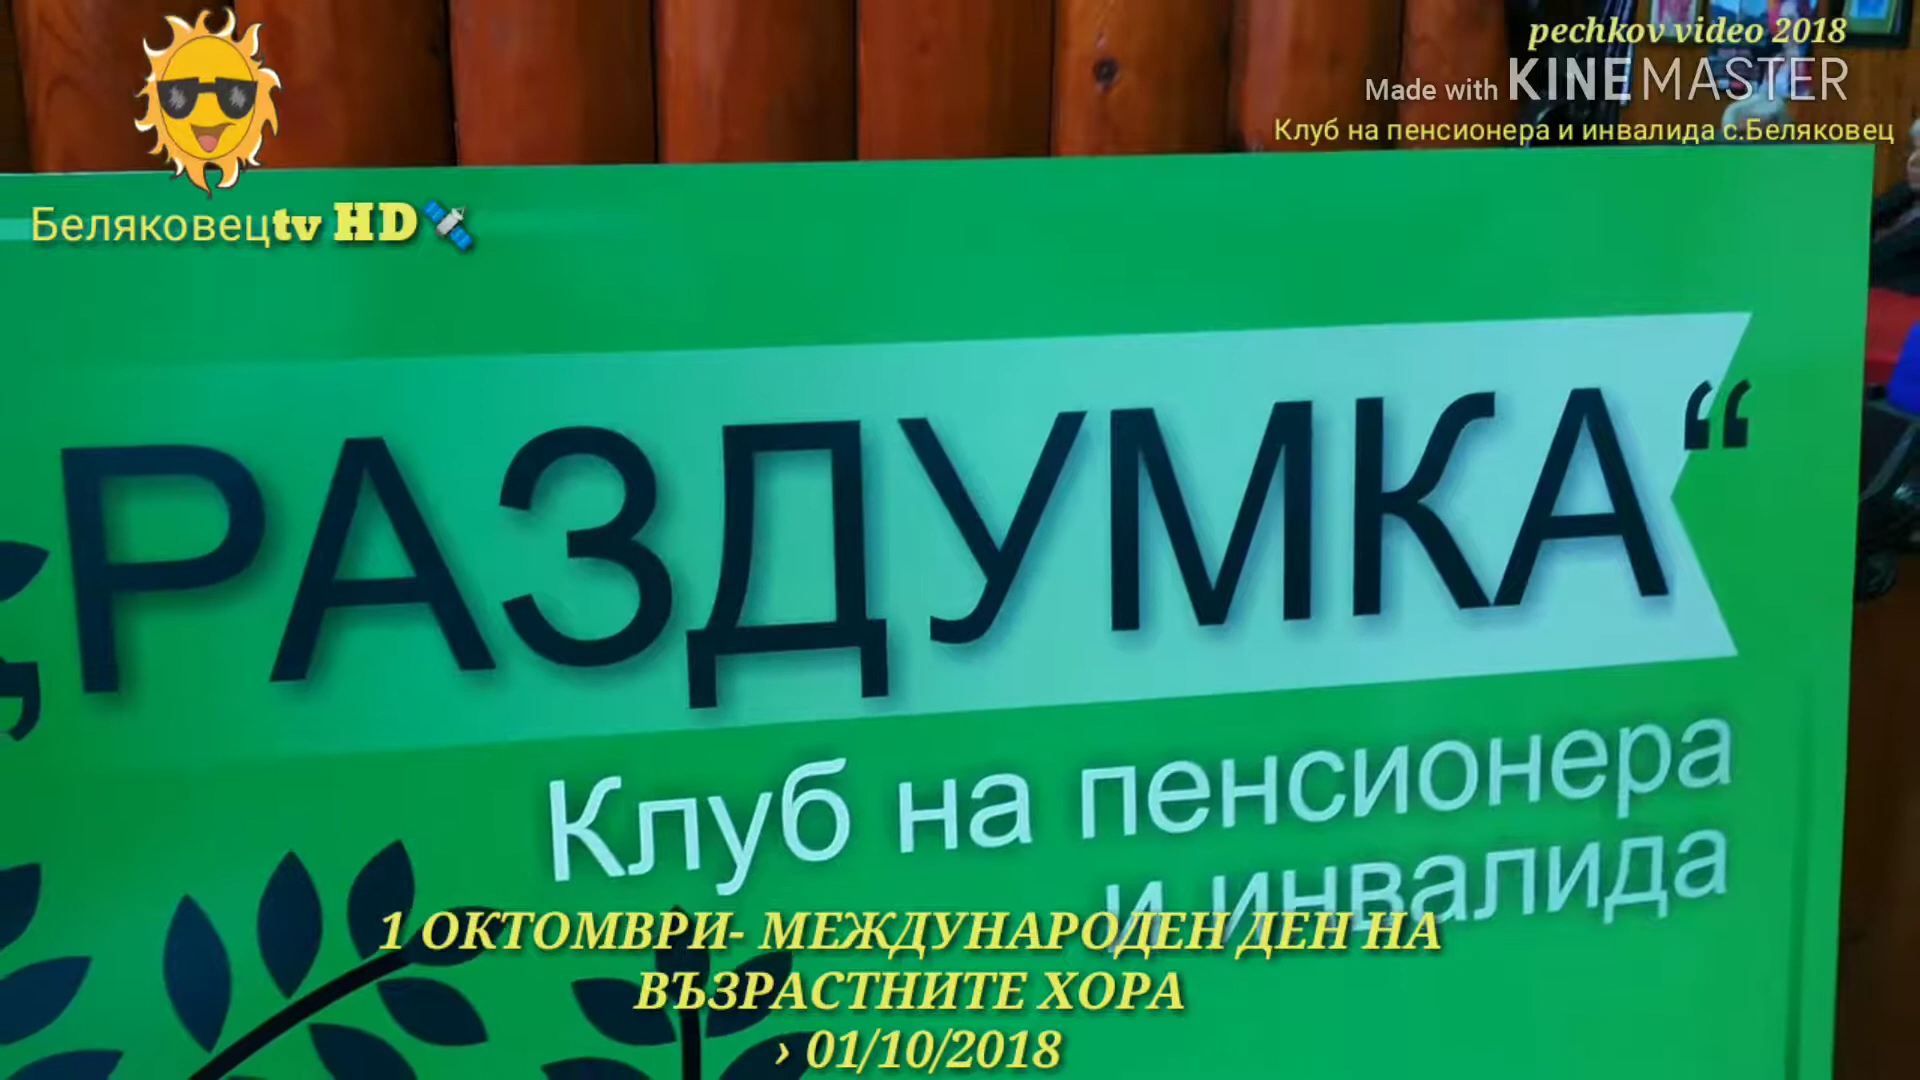 pechkov video 2018
Made with KINEMASTER
Клуб на пенсионера и инвалида с.Беляковец
Беляковецtv HD
РАЗДУМКА“
Клуб на пенсионера
и инвалида
1 ОКТОМВРИ- МЕЖДУНАРОДЕН ДЕН НА
ВЪЗРАСТНИТЕ ХОРА
› 01/10/2018